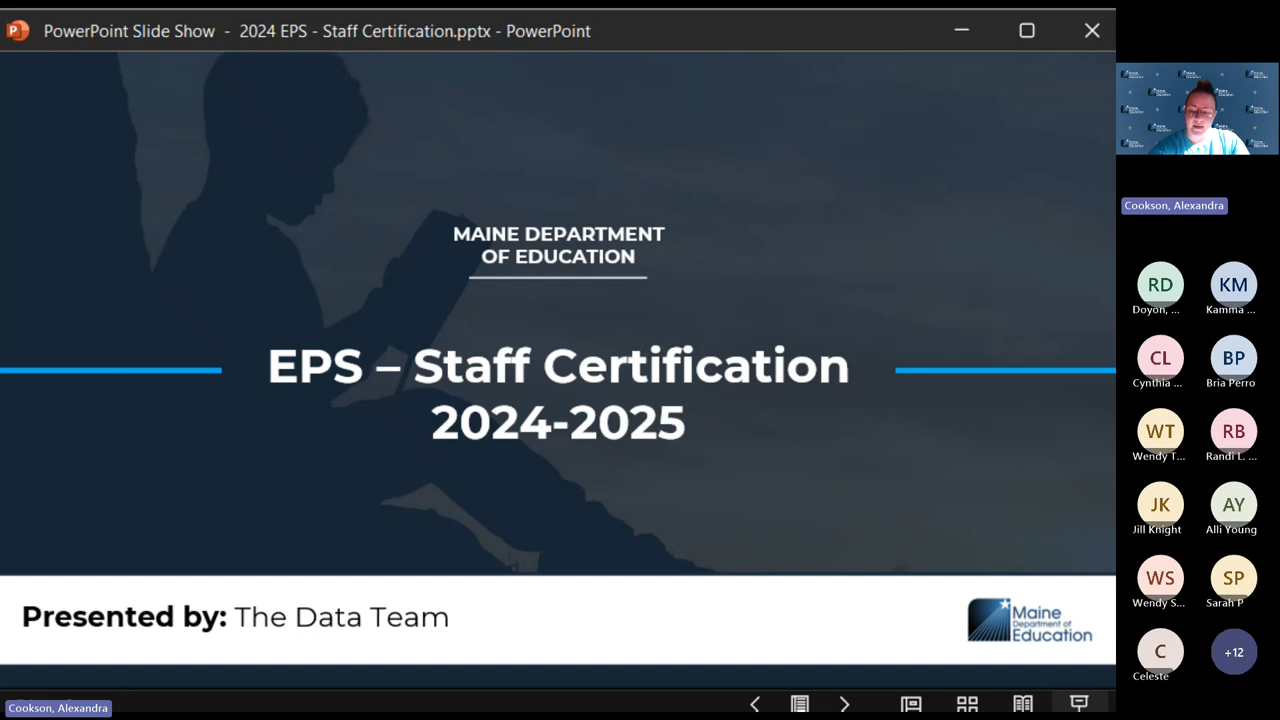 PowerPoint Slide Show - 2024 EPS - Staff Certification.pptx - PowerPoint
MAINE DEPARTMENT
OF EDUCATION
EPS – Staff Certification
2024-2025
Presented by: The Data Team
Maine
Department of
Education
Cookson, Alexandra
Cookson, Alexandra
RD
KM
Doyon, ...
Kamma ...
CL
BP
Cynthia ...
Bria Perro
WT
RB
Wendy T...
Randi L. ...
JK
AY
Jill Knight
Alli Young
WS
SP
Wendy S...
Sarah P
C
+12
Celeste